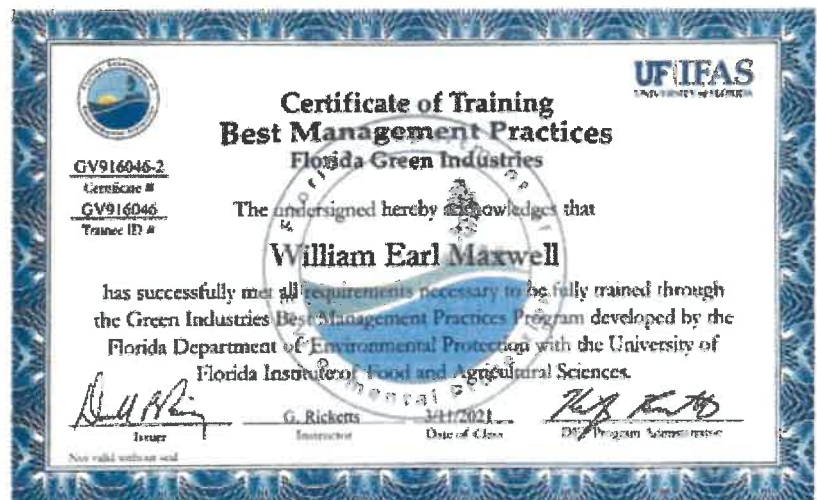 UF|IFAS
UNIVERSITY of FLORIDA
Certificate of Training
Best Management Practices
Florida Green Industries
GV916046-2
Certificate #
GV916046
Trainee ID #
The undersigned hereby acknowledges that
William Earl Maxwell
has successfully met all requirements necessary to be fully trained through
the Green Industries Best Management Practices Program developed by the
Florida Department of Environmental Protection with the University of
Florida Institute of Food and Agricultural Sciences.
G. Ricketts
3/11/2021
Issuer
Instructor
Date of Class
DEP Program Administrator
Not valid without seal